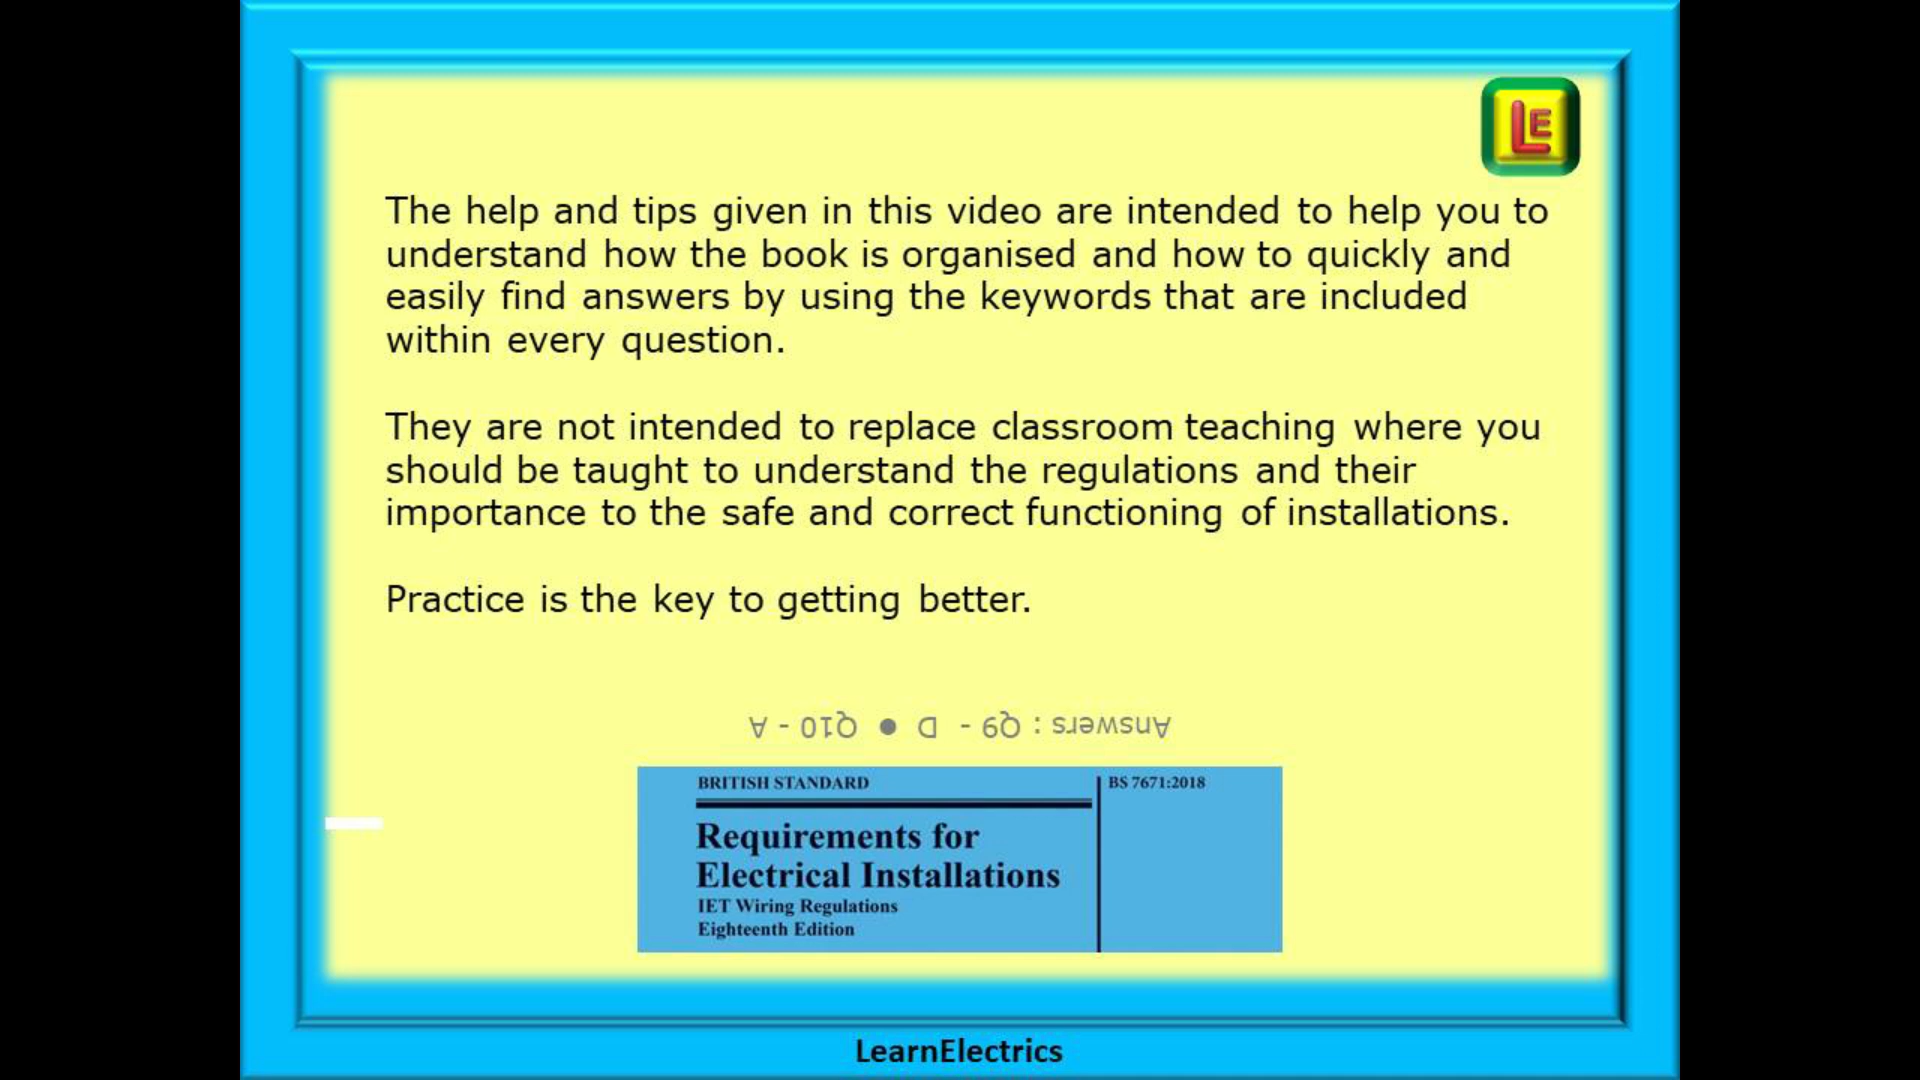 LE
The help and tips given in this video are intended to help you to
understand how the book is organised and how to quickly and
easily find answers by using the keywords that are included
within every question.
They are not intended to replace classroom teaching where you
should be taught to understand the regulations and their
importance to the safe and correct functioning of installations.
Practice is the key to getting better.
Answers : Q9 - D ● Q10 - A
BRITISH STANDARD
BS 7671:2018
Requirements for
Electrical Installations
IET Wiring Regulations
Eighteenth Edition
LearnElectrics